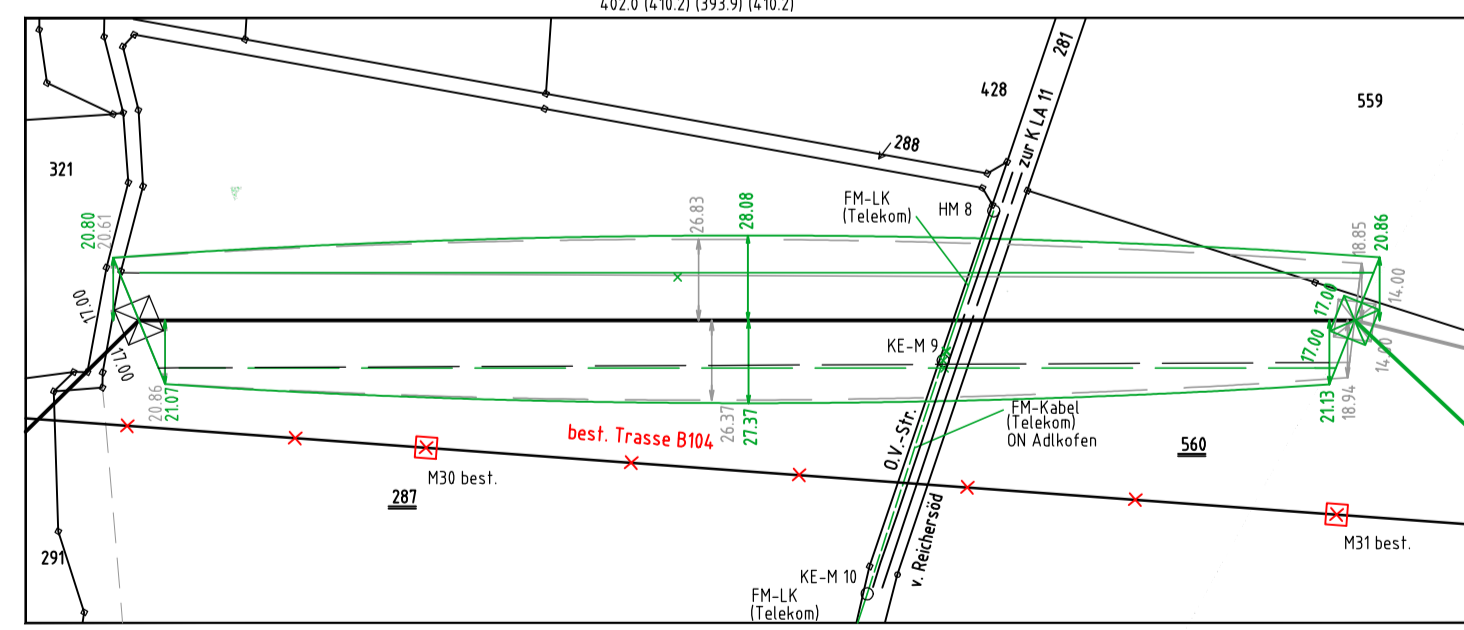 402.0 (410.2) (393.9) (410.2)
281
428
559
zur K LA 11
288
321
FM-LK
(Telekom)
HM 8
20.80
20.61
26.83
28.08
18.85
20.86
17.00
17.00
14.00
KE-M 9
17.00
17.00
20.86
21.07
26.37
27.37
21.13
18.94
best. Trasse B104
O.V.-Str.
FM-Kabel
(Telekom)
ON Adlkofen
560
M30 best.
287
v. Reichersöd
M31 best.
291
KE-M 10
FM-LK
(Telekom)